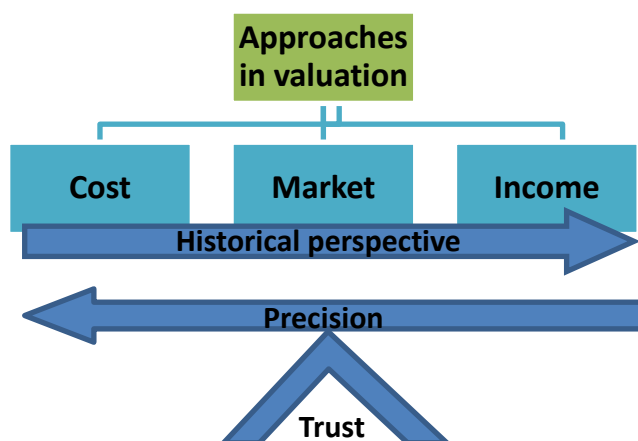 Approaches
in valuation
Cost
Market
Income
Historical perspective
Precision
Trust